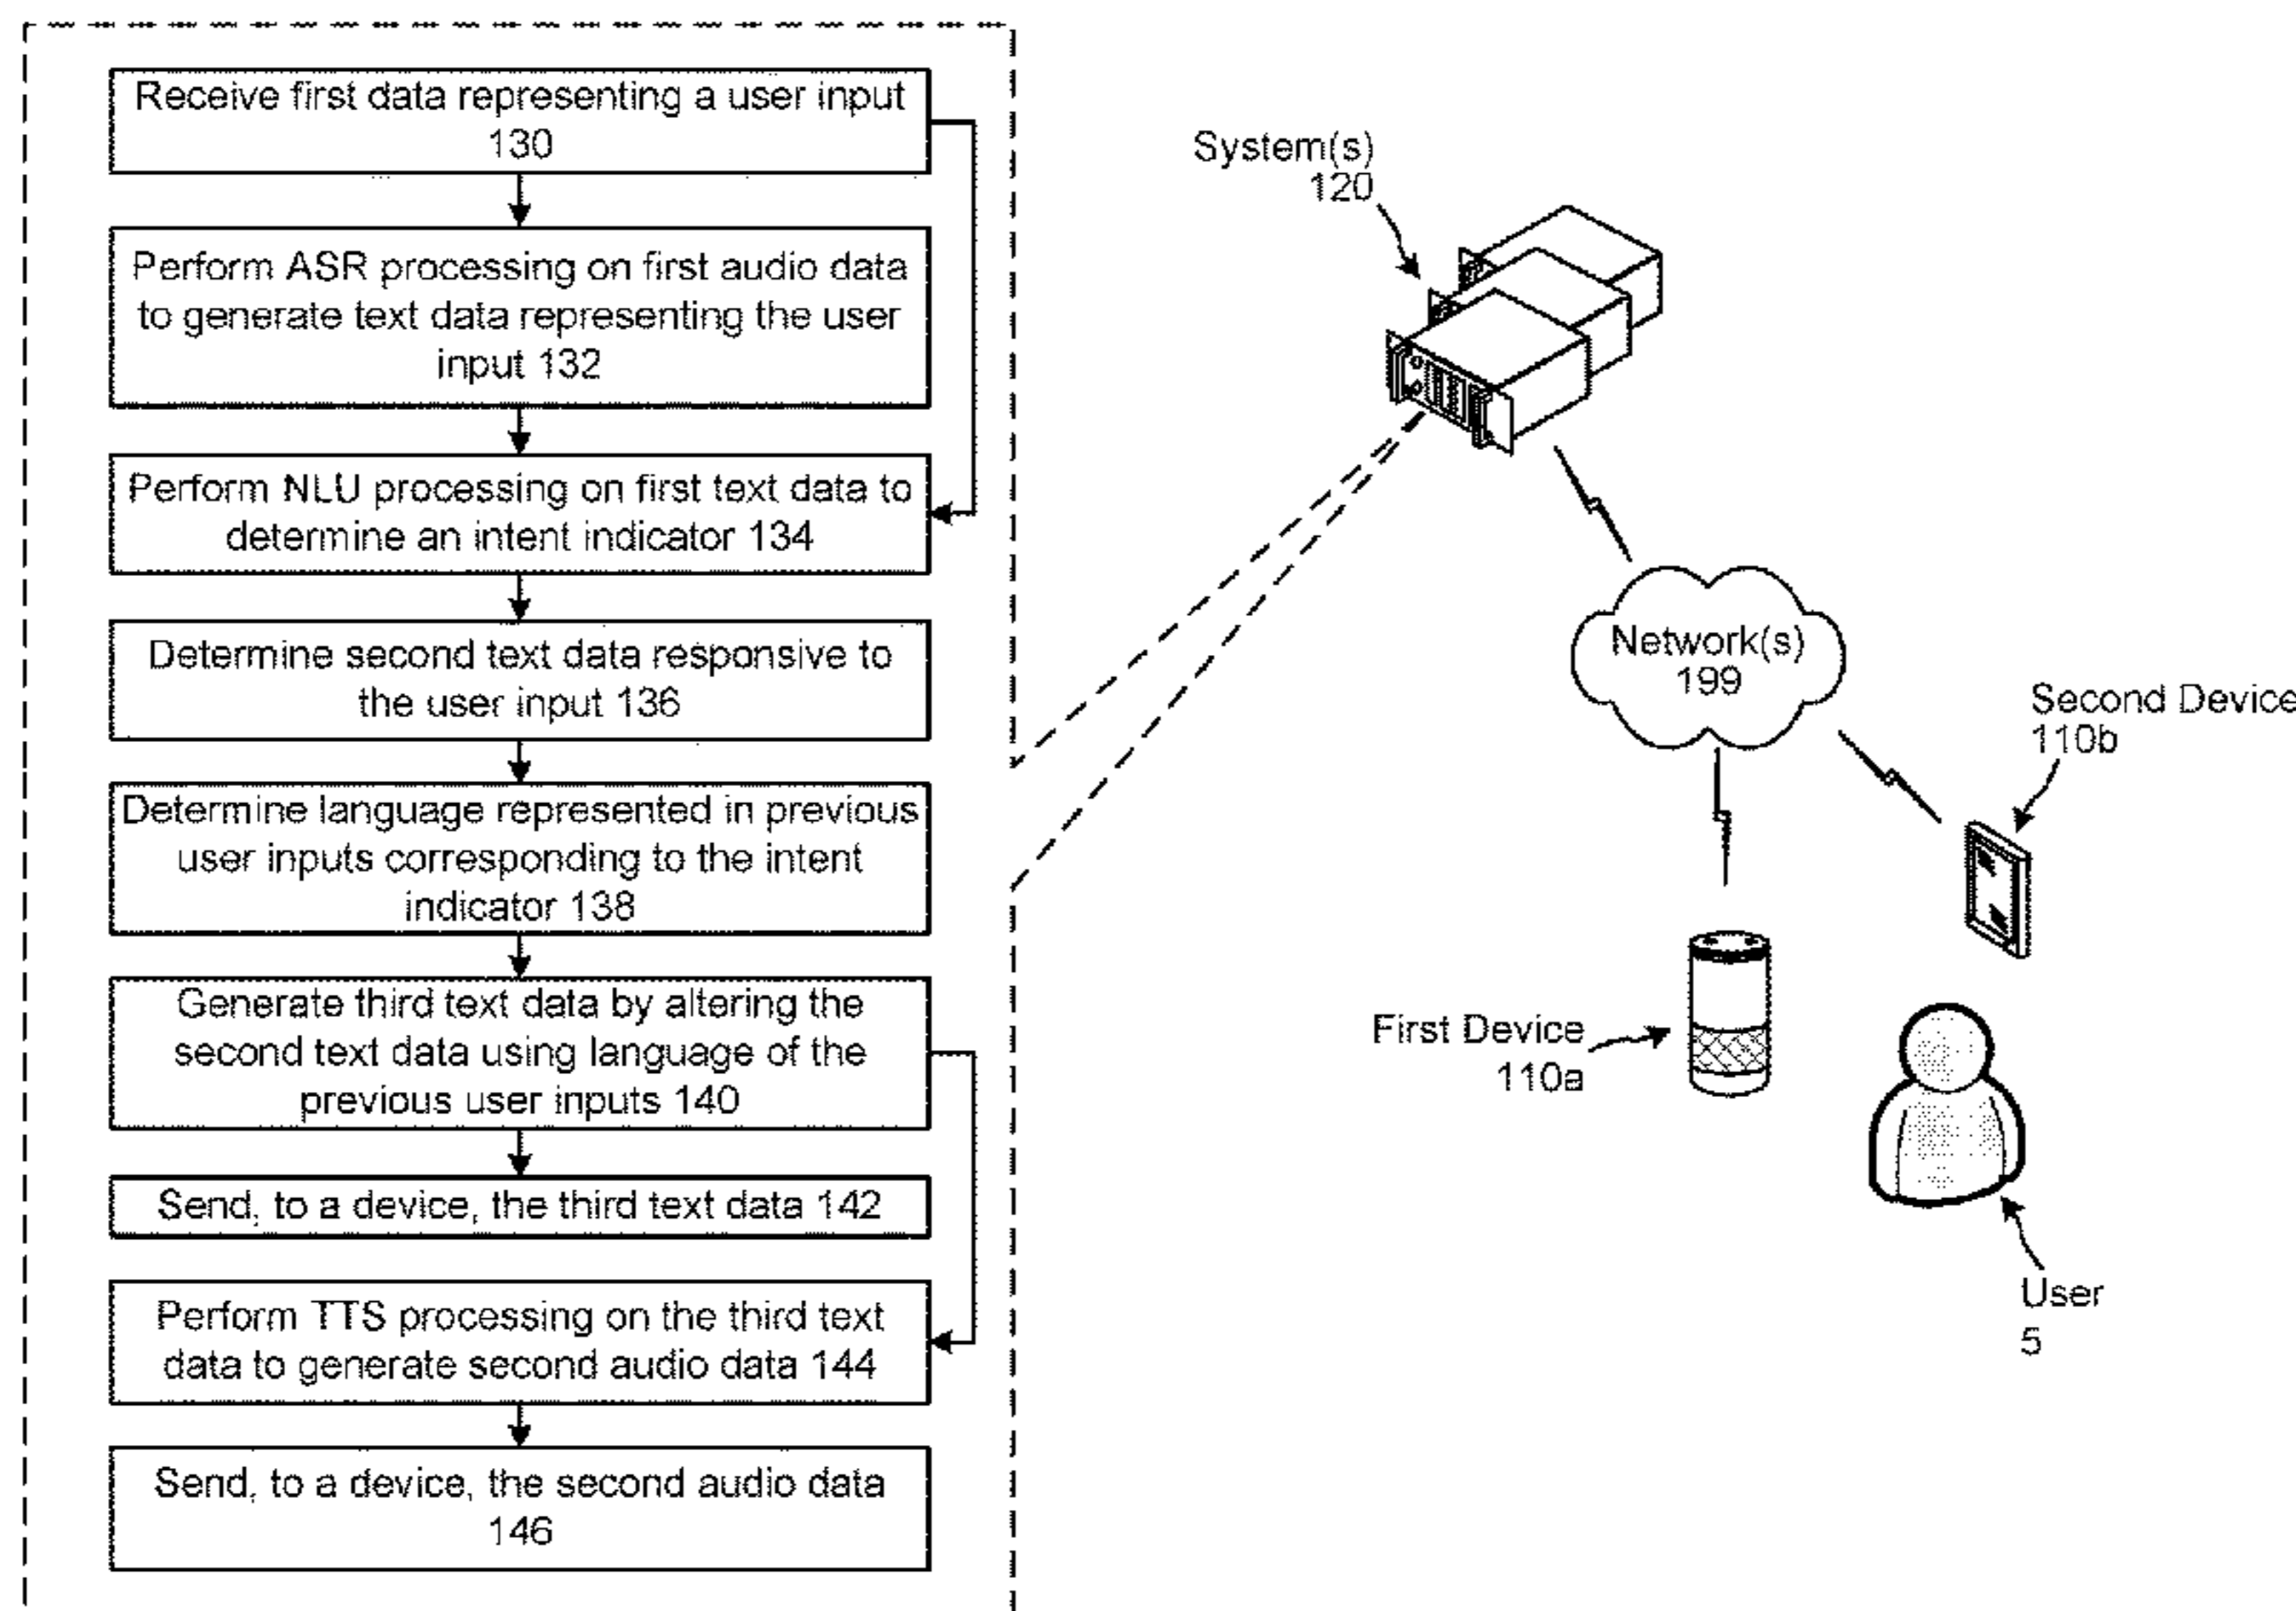 Receive first data representing a user input
130
Perform ASR processing on first audio data
to generate text data representing the user
input 132
Perform NLU processing on first text data to
determine an intent indicator 134
Determine second text data responsive to
the user input 136
Determine language represented in previous
user inputs corresponding to the intent
indicator 138
Generate third text data by altering the
second text data using language of the
previous user inputs 140
Send, to a device, the third text data 142
Perform TTS processing on the third text
data to generate second audio data 144
Send, to a device, the second audio data
146
System(s)
120
Network(s)
199
Second Device
110b
First Device
110a
User
5